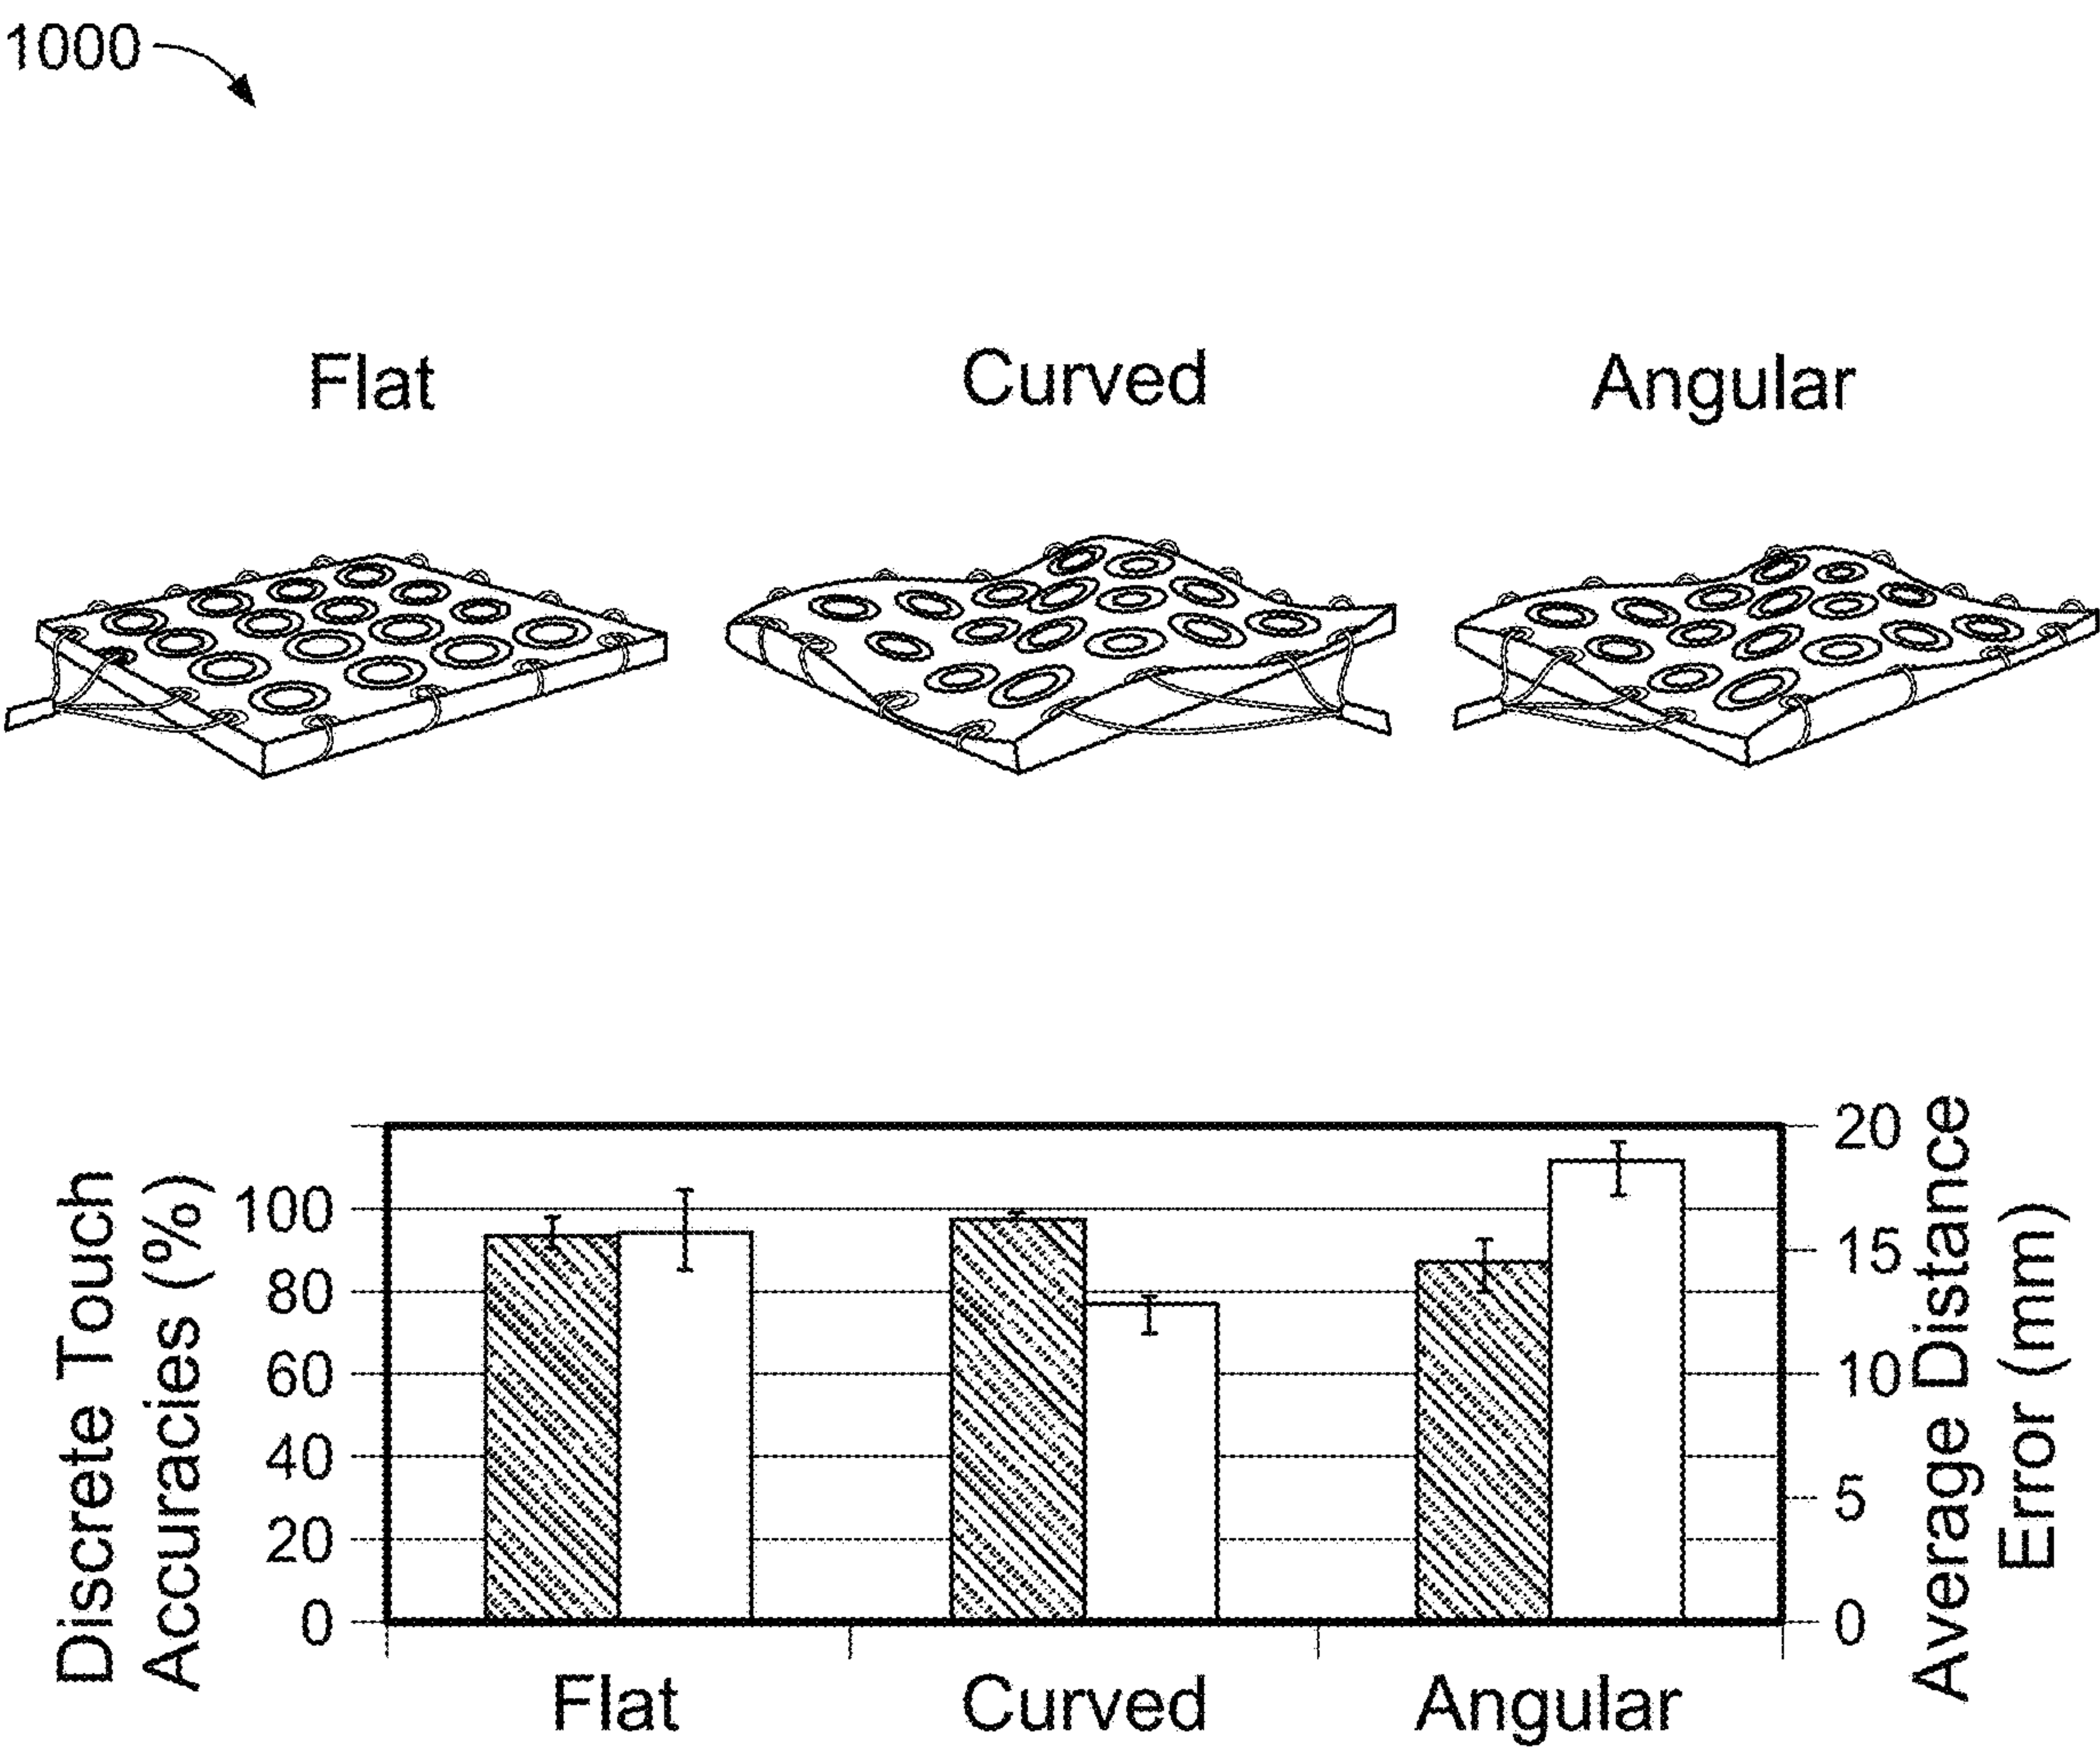 1000
Flat
Curved
Angular
Discrete Touch
Accuracies (%)
100
80
60
40
20
0
20
15
10
5
0
Average Distance
Error (mm)
Flat
Curved
Angular